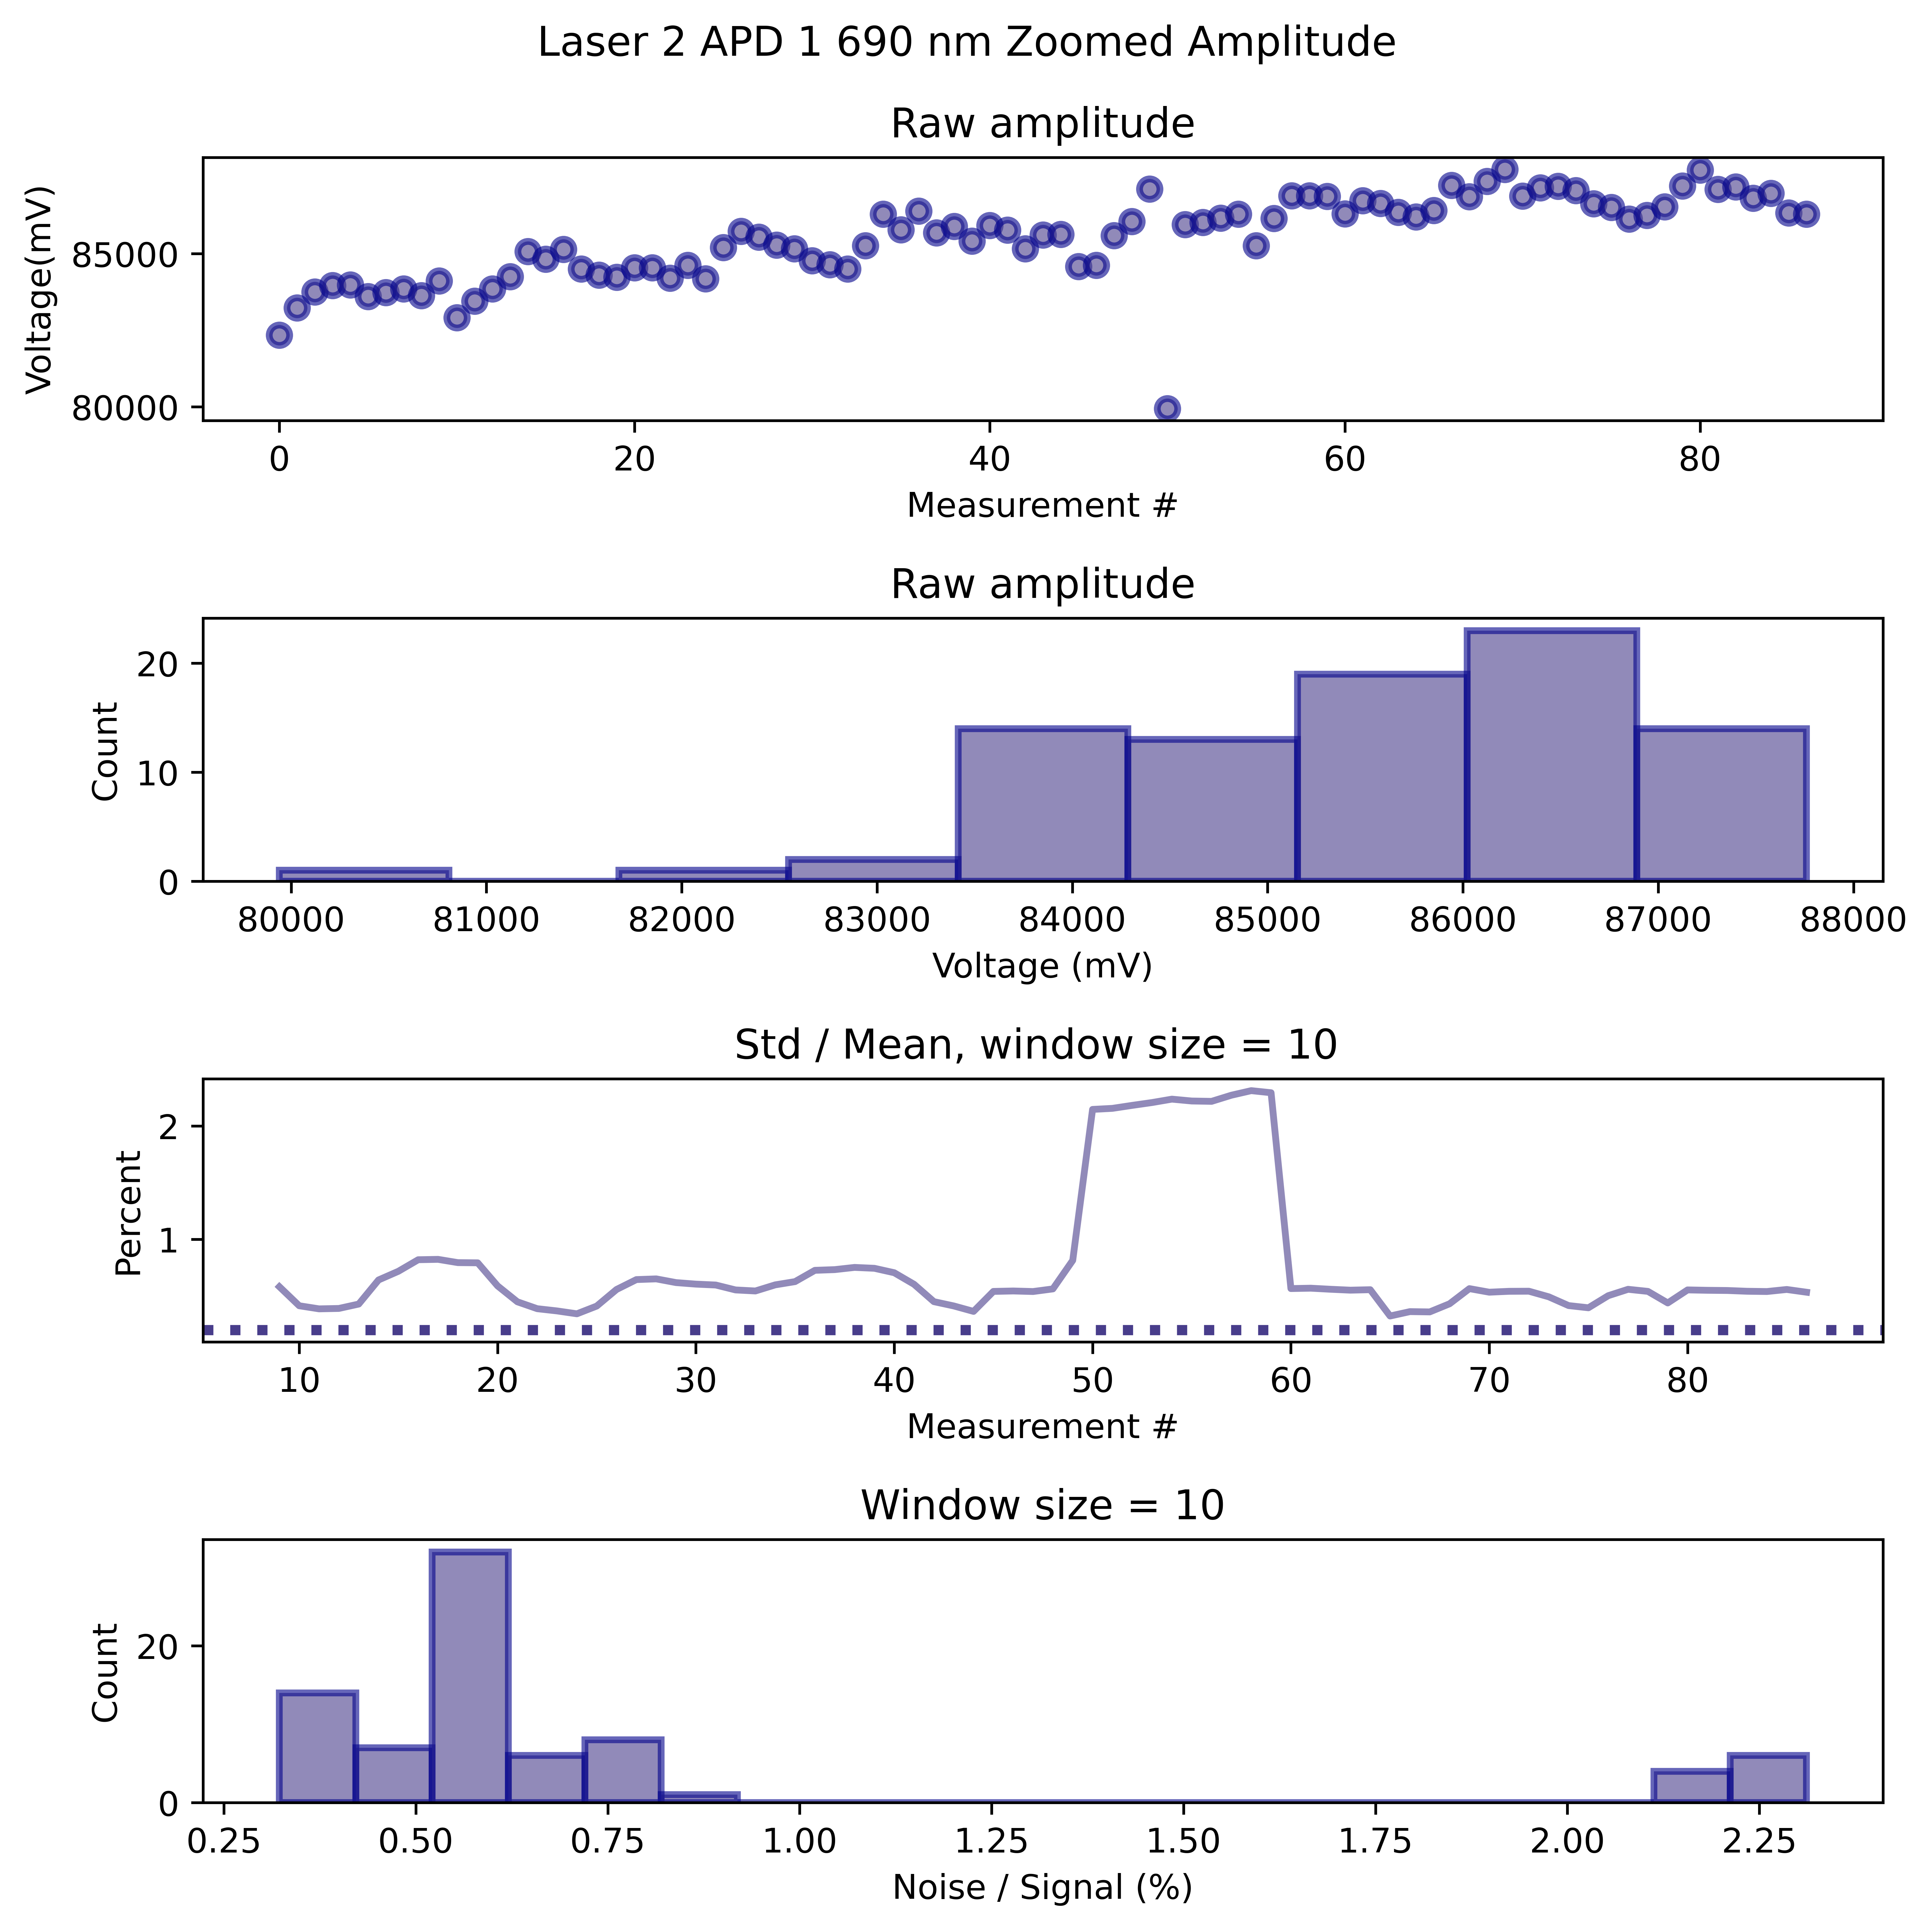 Laser 2 APD 1 690 nm Zoomed Amplitude
Raw amplitude
Voltage(mV)
85000
80000
0 20 40 60 80
Measurement #
Raw amplitude
Count
20
10
0
80000 81000 82000 83000 84000 85000 86000 87000 88000
Voltage (mV)
Std / Mean, window size = 10
Percent
2
1
10 20 30 40 50 60 70 80
Measurement #
Window size = 10
Count
20
0
0.25 0.50 0.75 1.00 1.25 1.50 1.75 2.00 2.25
Noise / Signal (%)